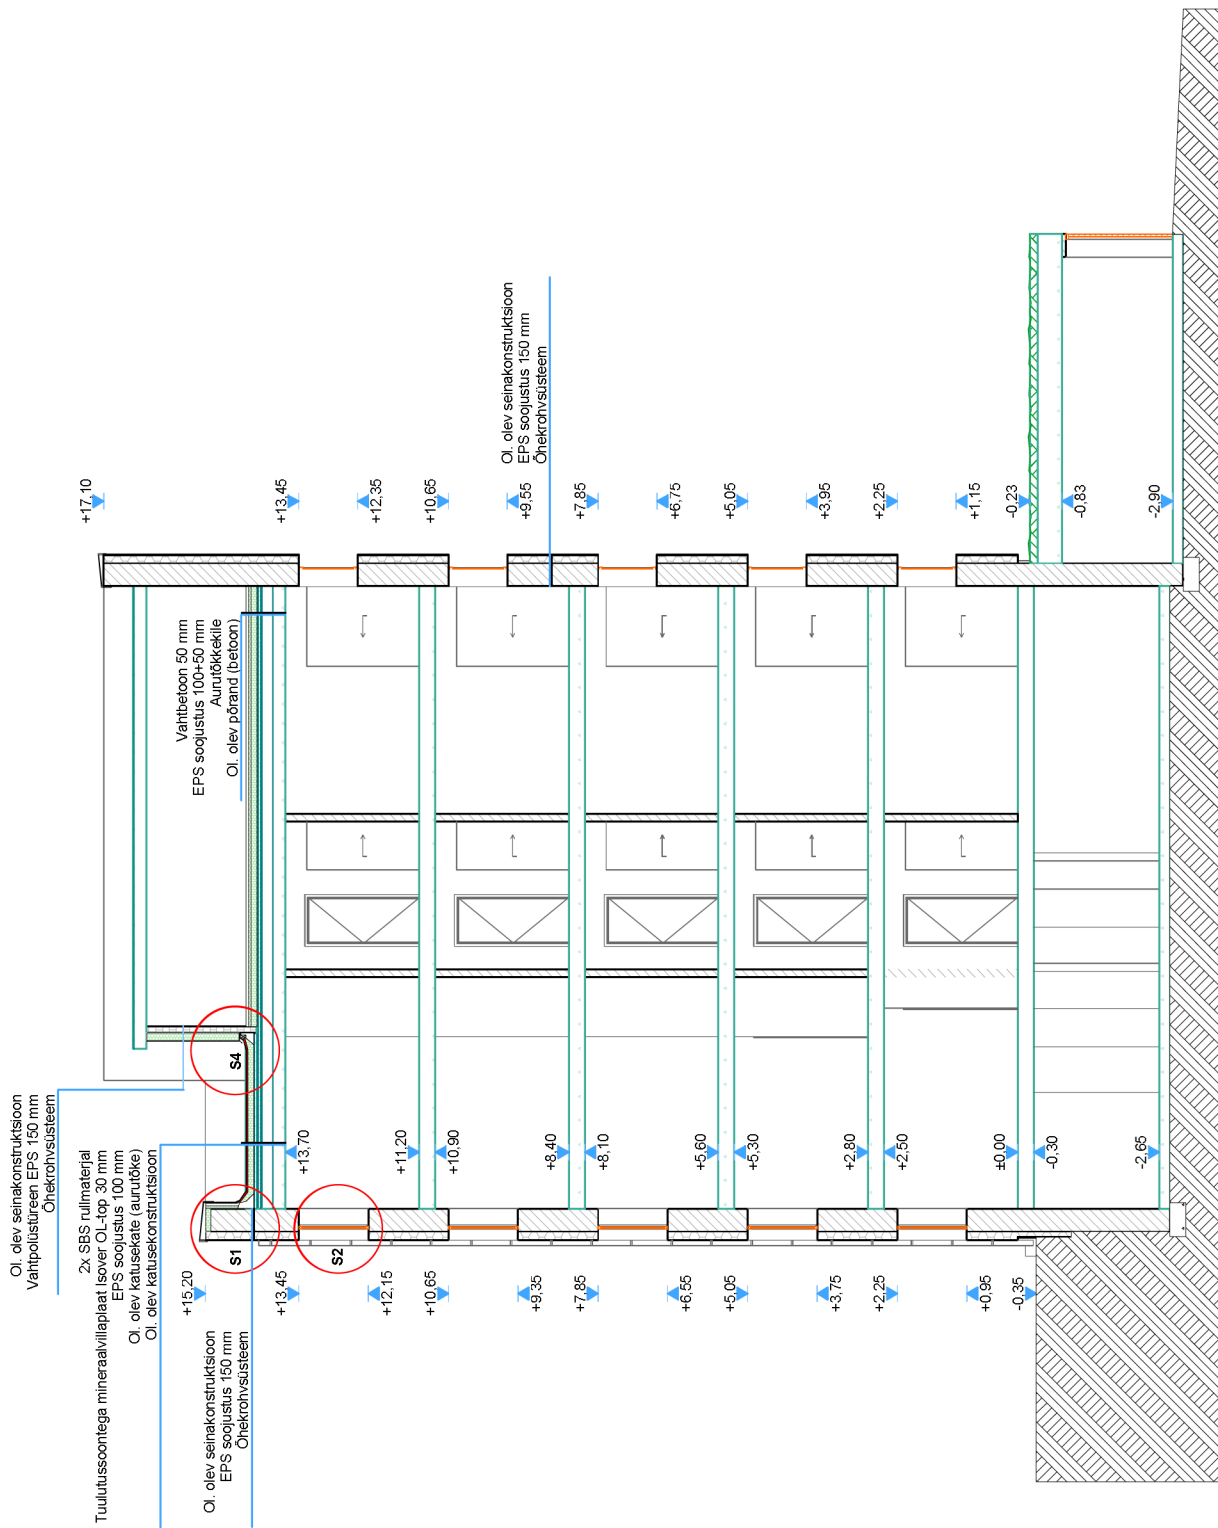 Ol. olev seinakonstruktsioon
Vahtpolüstüreen EPS 150 mm
Õhekrohvsüsteem
2x SBS rullmaterjal
Tuulutussoontega mineraalvillaplaat Isover OL-top 30 mm
EPS soojustus 100 mm
Ol. olev katusekate (aurutõke)
Ol. olev katusekonstruktsioon
Ol. olev seinakonstruktsioon
EPS soojustus 150 mm
Õhekrohvsüsteem
Vahtbetoon 50 mm
EPS soojustus 100+50 mm
Aurutõkkekile
Ol. olev põrand (betoon)
Ol. olev seinakonstruktsioon
EPS soojustus 150 mm
Õhekrohvsüsteem
S1
S2
S4
+15,20
+13,45
+12,15
+10,65
+9,35
+7,85
+6,55
+5,05
+3,75
+2,25
+0,95
-0,35
+13,70
+11,20
+10,90
+8,40
+8,10
+5,60
+5,30
+2,80
+2,50
±0,00
-0,30
-2,65
+17,10
+13,45
+12,35
+10,65
+9,55
+7,85
+6,75
+5,05
+3,95
+2,25
+1,15
-0,23
-0,83
-2,90